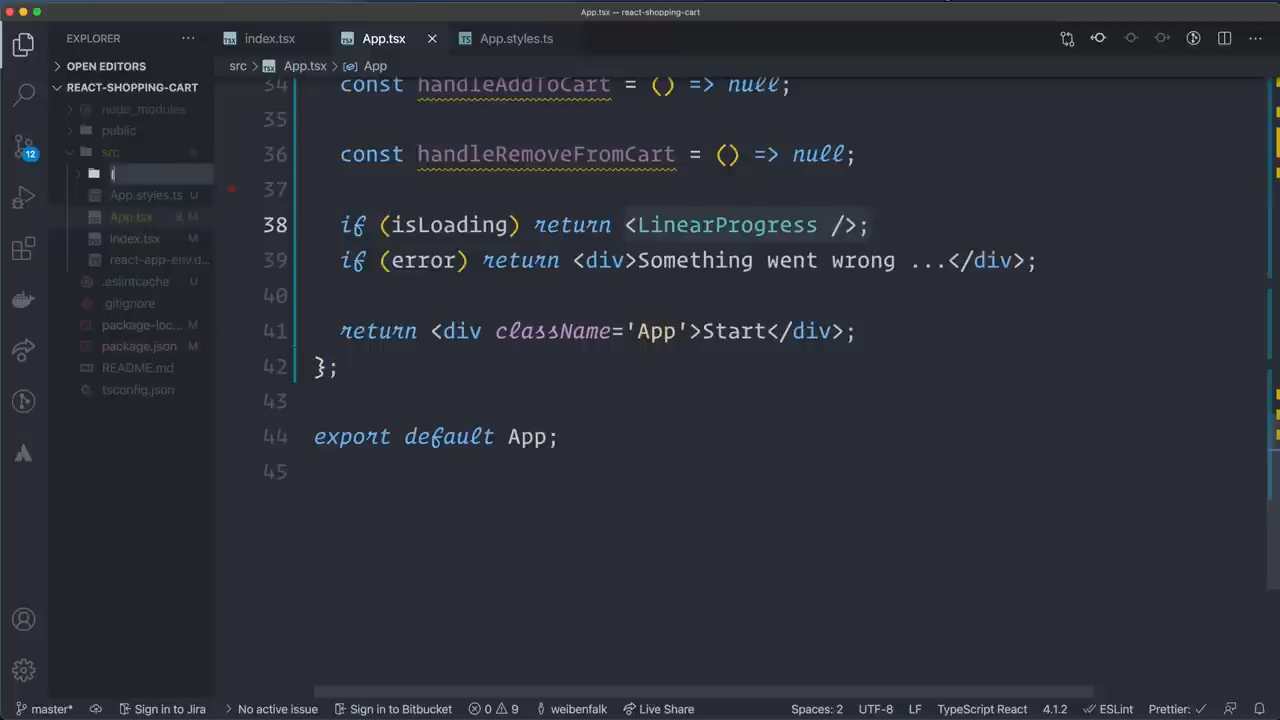 App.tsx -- react-shopping-cart
EXPLORER
index.tsx
App.tsx
App.styles.ts
OPEN EDITORS
src > App.tsx > App
REACT-SHOPPING-CART
node_modules
public
src
App.styles.ts U
App.tsx 9, M
index.tsx M
react-app-env.d...
.eslintcache U
.gitignore
package-loc... M
package.json M
README.md
tsconfig.json
12
34 const handleAddToCart = () => null;
35
36 const handleRemoveFromCart = () => null;
37
38 if (isLoading) return <LinearProgress />;
39 if (error) return <div>Something went wrong ...</div>;
40
41 return <div className='App'>Start</div>;
42 };
43
44 export default App;
45
master* Sign in to Jira No active issue Sign in to Bitbucket 0 9 weibenfalk Live Share Spaces: 2 UTF-8 LF TypeScript React 4.1.2 ESLint Prettier: ✓